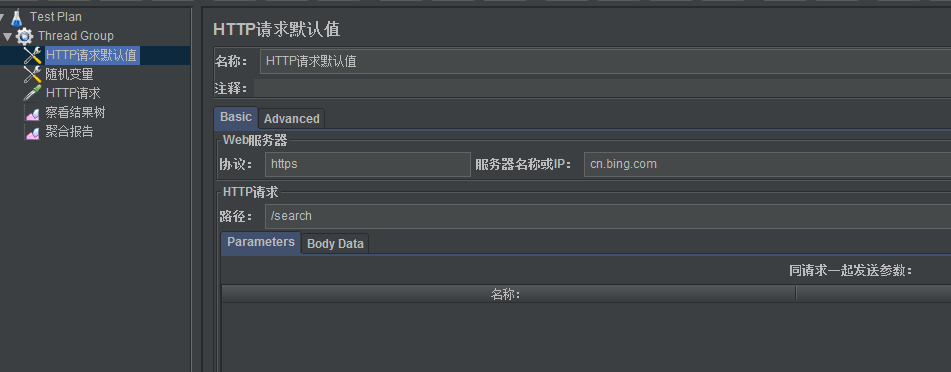 Test Plan
Thread Group
HTTP请求默认值
随机变量
HTTP请求
察看结果树
聚合报告
HTTP请求默认值
名称： HTTP请求默认值
注释：
Basic Advanced
Web服务器
协议： https 服务器名称或IP： cn.bing.com
HTTP请求
路径： /search
Parameters Body Data
同请求一起发送参数：
名称：